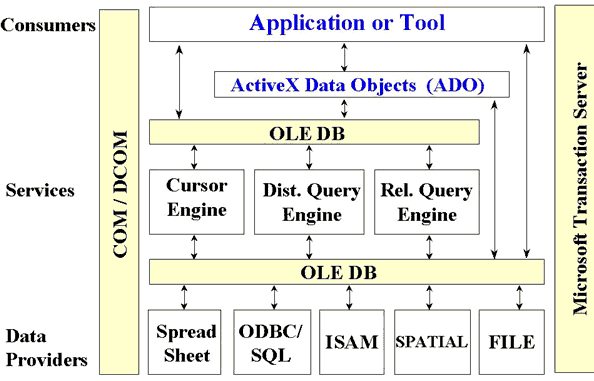 Consumers
Application or Tool
ActiveX Data Objects (ADO)
OLE DB
Services
Cursor
Engine
Dist. Query
Engine
Rel. Query
Engine
OLE DB
Data
Providers
Spread
Sheet
ODBC/
SQL
ISAM
SPATIAL
FILE
COM / DCOM
Microsoft Transaction Server